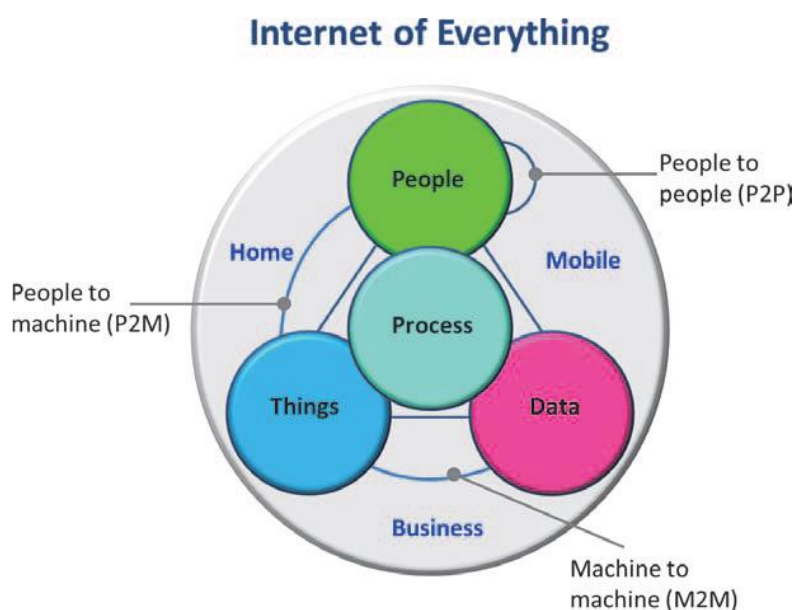 Internet of Everything
People
People to
people (P2P)
Home
Mobile
People to
machine (P2M)
Process
Things
Data
Business
Machine to
machine (M2M)